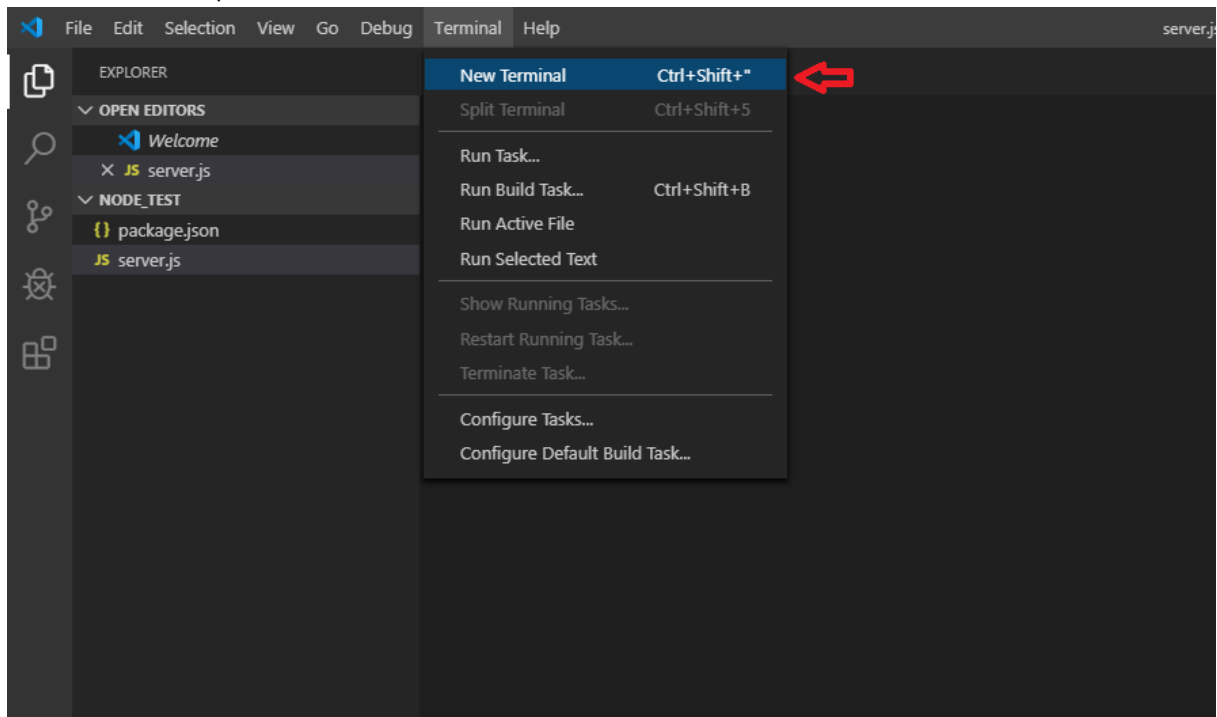 File Edit Selection View Go Debug Terminal Help server.js
EXPLORER
OPEN EDITORS
Welcome
JS server.js
NODE_TEST
{} package.json
JS server.js
New Terminal Ctrl+Shift+"
Split Terminal Ctrl+Shift+5
Run Task...
Run Build Task... Ctrl+Shift+B
Run Active File
Run Selected Text
Show Running Tasks...
Restart Running Task...
Terminate Task...
Configure Tasks...
Configure Default Build Task...